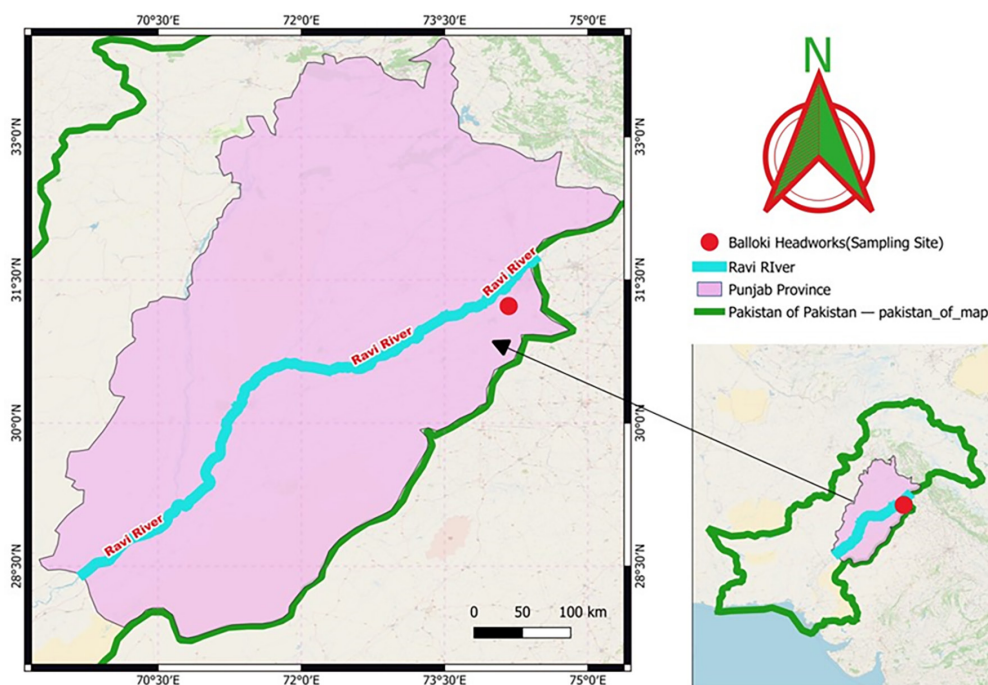 70°30'E 72°0'E 73°30'E 75°0'E
33°0'N 31°30'N 30°0'N 28°30'N
33°0'N 31°30'N 30°0'N 28°30'N
Ravi River
Ravi River
Ravi River
0 50 100 km
70°30'E 72°0'E 73°30'E 75°0'E
N
Balloki Headworks(Sampling Site)
Ravi RIver
Punjab Province
Pakistan of Pakistan — pakistan_of_map